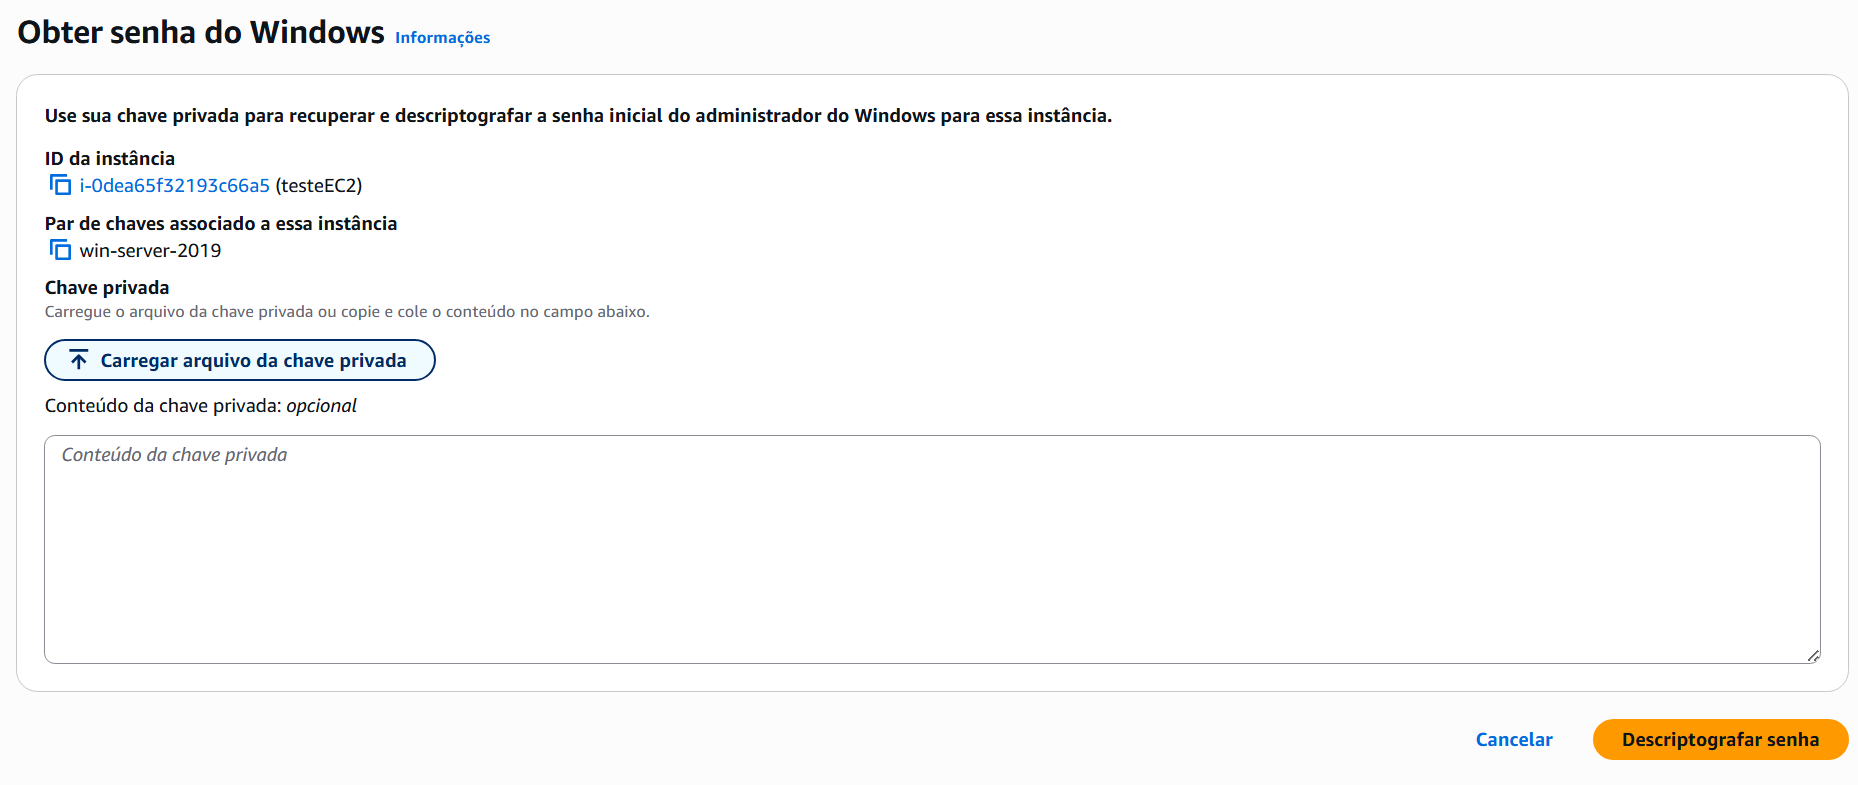 Obter senha do Windows Informações
Use sua chave privada para recuperar e descriptografar a senha inicial do administrador do Windows para essa instância.
ID da instância
i-0dea65f32193c66a5 (testeEC2)
Par de chaves associado a essa instância
win-server-2019
Chave privada
Carregue o arquivo da chave privada ou copie e cole o conteúdo no campo abaixo.
Carregar arquivo da chave privada
Conteúdo da chave privada: opcional
Conteúdo da chave privada
Cancelar Descriptografar senha